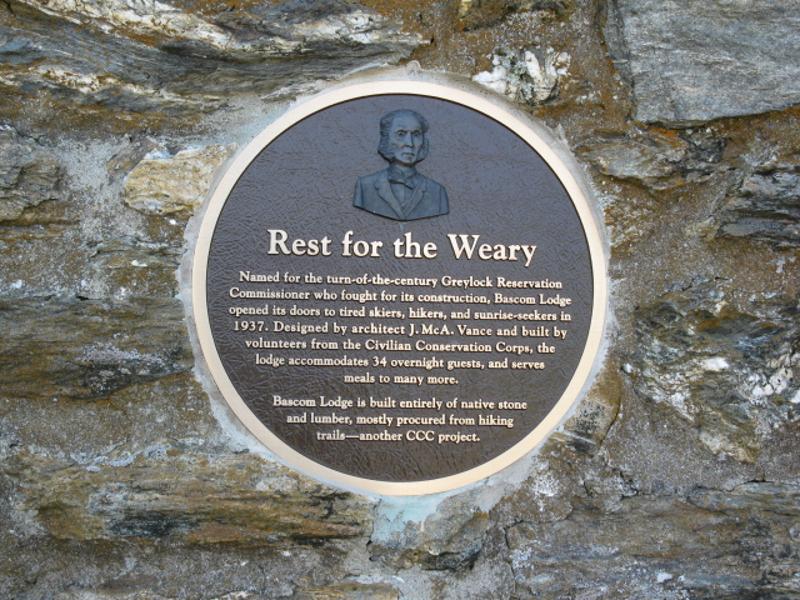 Rest for the Weary
Named for the turn-of-the-century Greylock Reservation
Commissioner who fought for its construction, Bascom Lodge
opened its doors to tired skiers, hikers, and sunrise-seekers in
1937. Designed by architect J. McA. Vance and built by
volunteers from the Civilian Conservation Corps, the
lodge accommodates 34 overnight guests, and serves
meals to many more.
Bascom Lodge is built entirely of native stone
and lumber, mostly procured from hiking
trails—another CCC project.